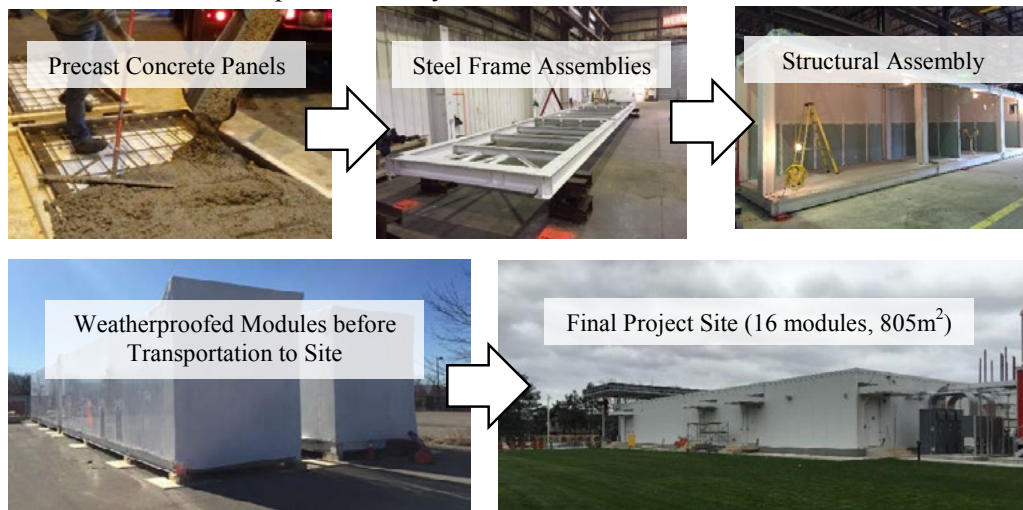 Precast Concrete Panels
Steel Frame Assemblies
Structural Assembly
Weatherproofed Modules before
Transportation to Site
Final Project Site (16 modules, 805m²)